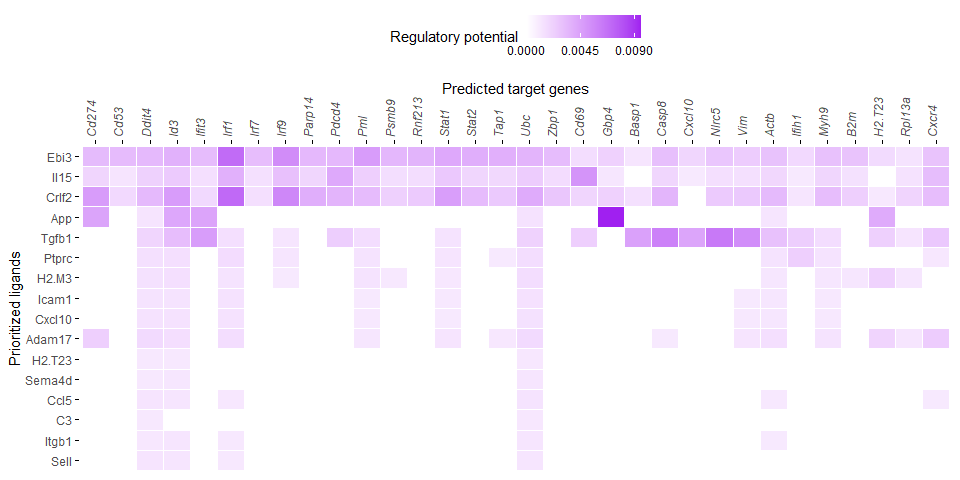 Regulatory potential
0.0000 0.0045 0.0090
Predicted target genes
Cd274 Cd53 Ddit4 Id3 Ifit3 Irf1 Irf7 Irf9 Parp14 Pdcd4 Pml Psmb9 Rnf213 Stat1 Stat2 Tap1 Ubc Zbp1 Cd69 Gbp4 Basp1 Casp8 Cxcl10 Nlrc5 Vim Actb Ifih1 Myh9 B2m H2.T23 Rpl13a Cxcr4
Prioritized ligands
Ebi3
Il15
Crlf2
App
Tgfb1
Ptprc
H2.M3
Icam1
Cxcl10
Adam17
H2.T23
Sema4d
Ccl5
C3
Itgb1
Sell